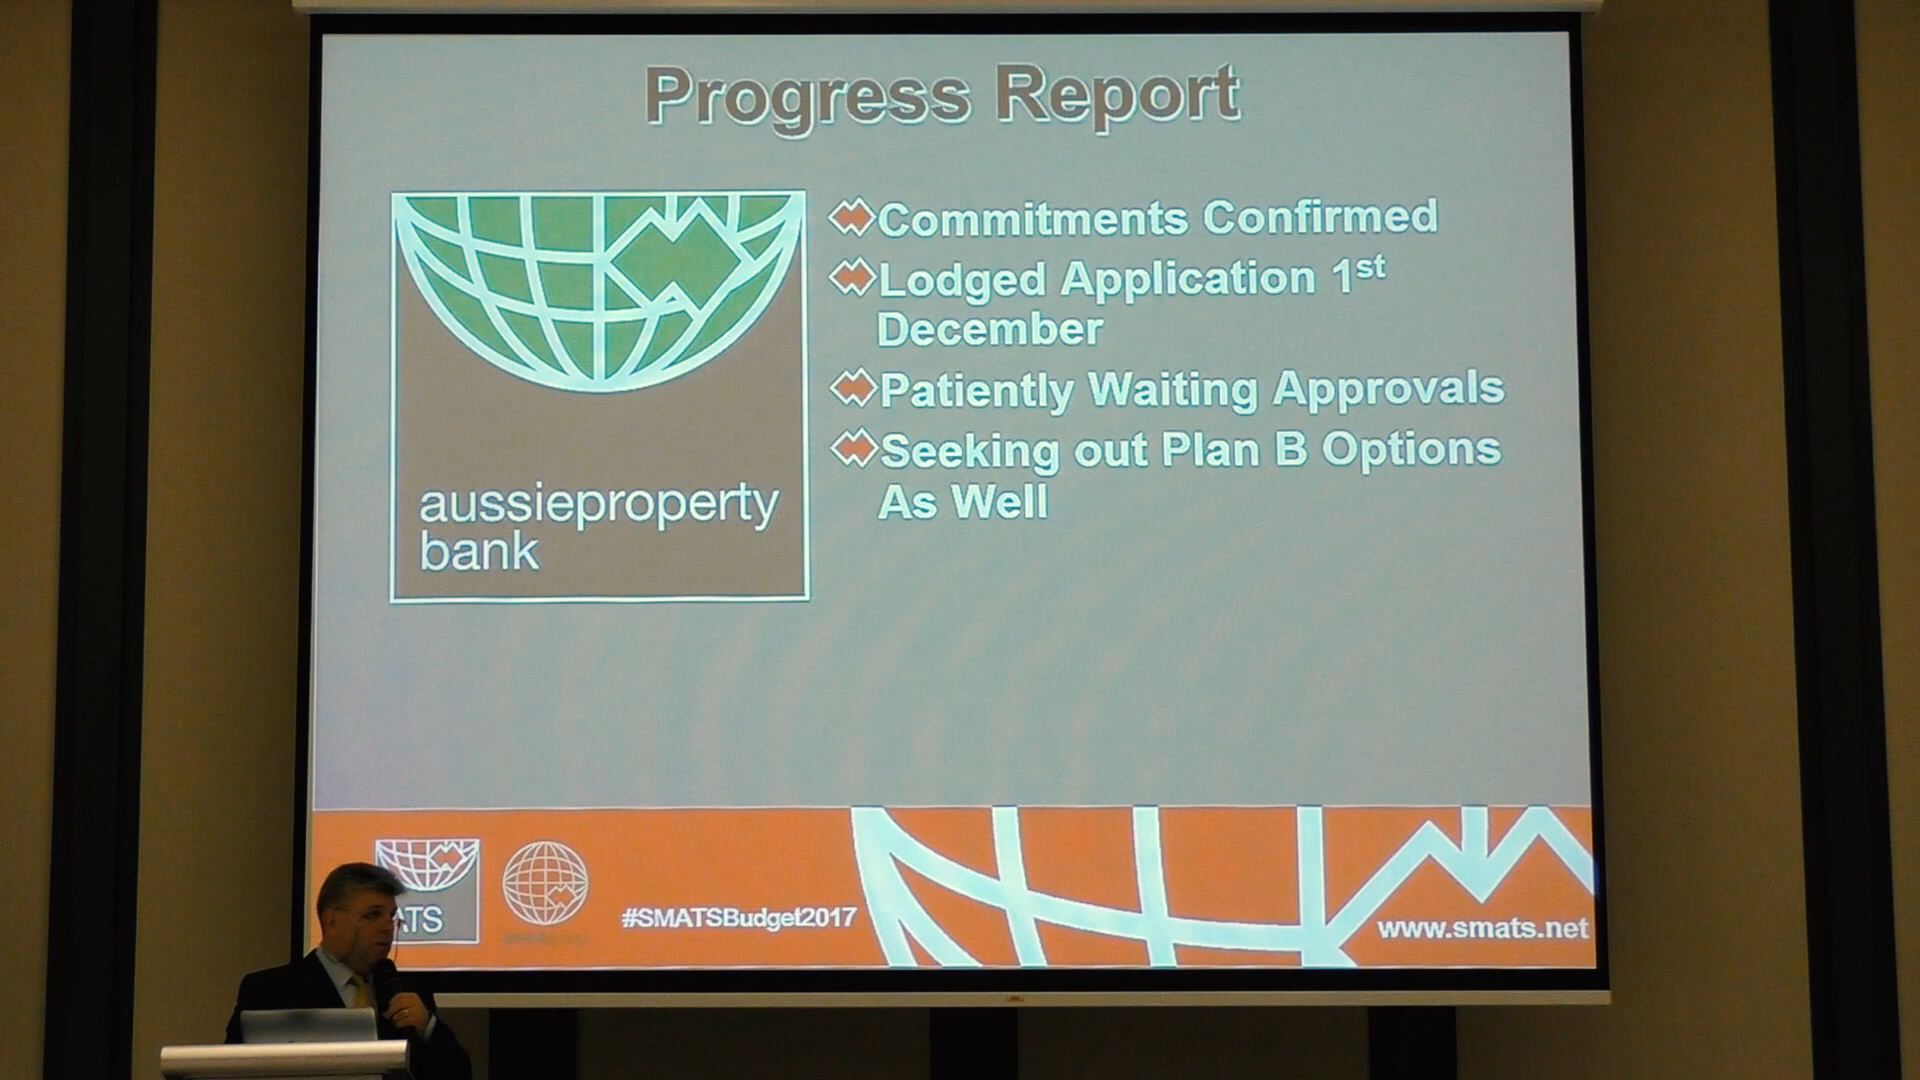 Progress Report
Commitments Confirmed
Lodged Application 1st
December
Patiently Waiting Approvals
Seeking out Plan B Options
As Well
aussieproperty
bank
ATS
#SMATSBudget2017
www.smats.net